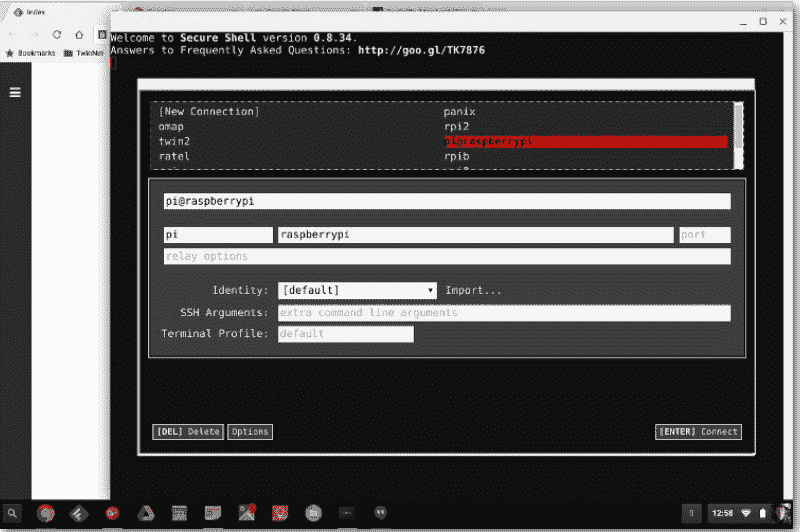 Index
Bookmarks
TwinNot
Welcome to Secure Shell version 0.8.34.
Answers to Frequently Asked Questions: http://goo.gl/TK7876
[New Connection] panix
omap rpi2
twin2 pi@raspberrypi
ratel rpib
pi@raspberrypi
pi raspberrypi port
relay options
Identity: [default] Import...
SSH Arguments: extra command line arguments
Terminal Profile: default
[DEL] Delete Options [ENTER] Connect
12:58